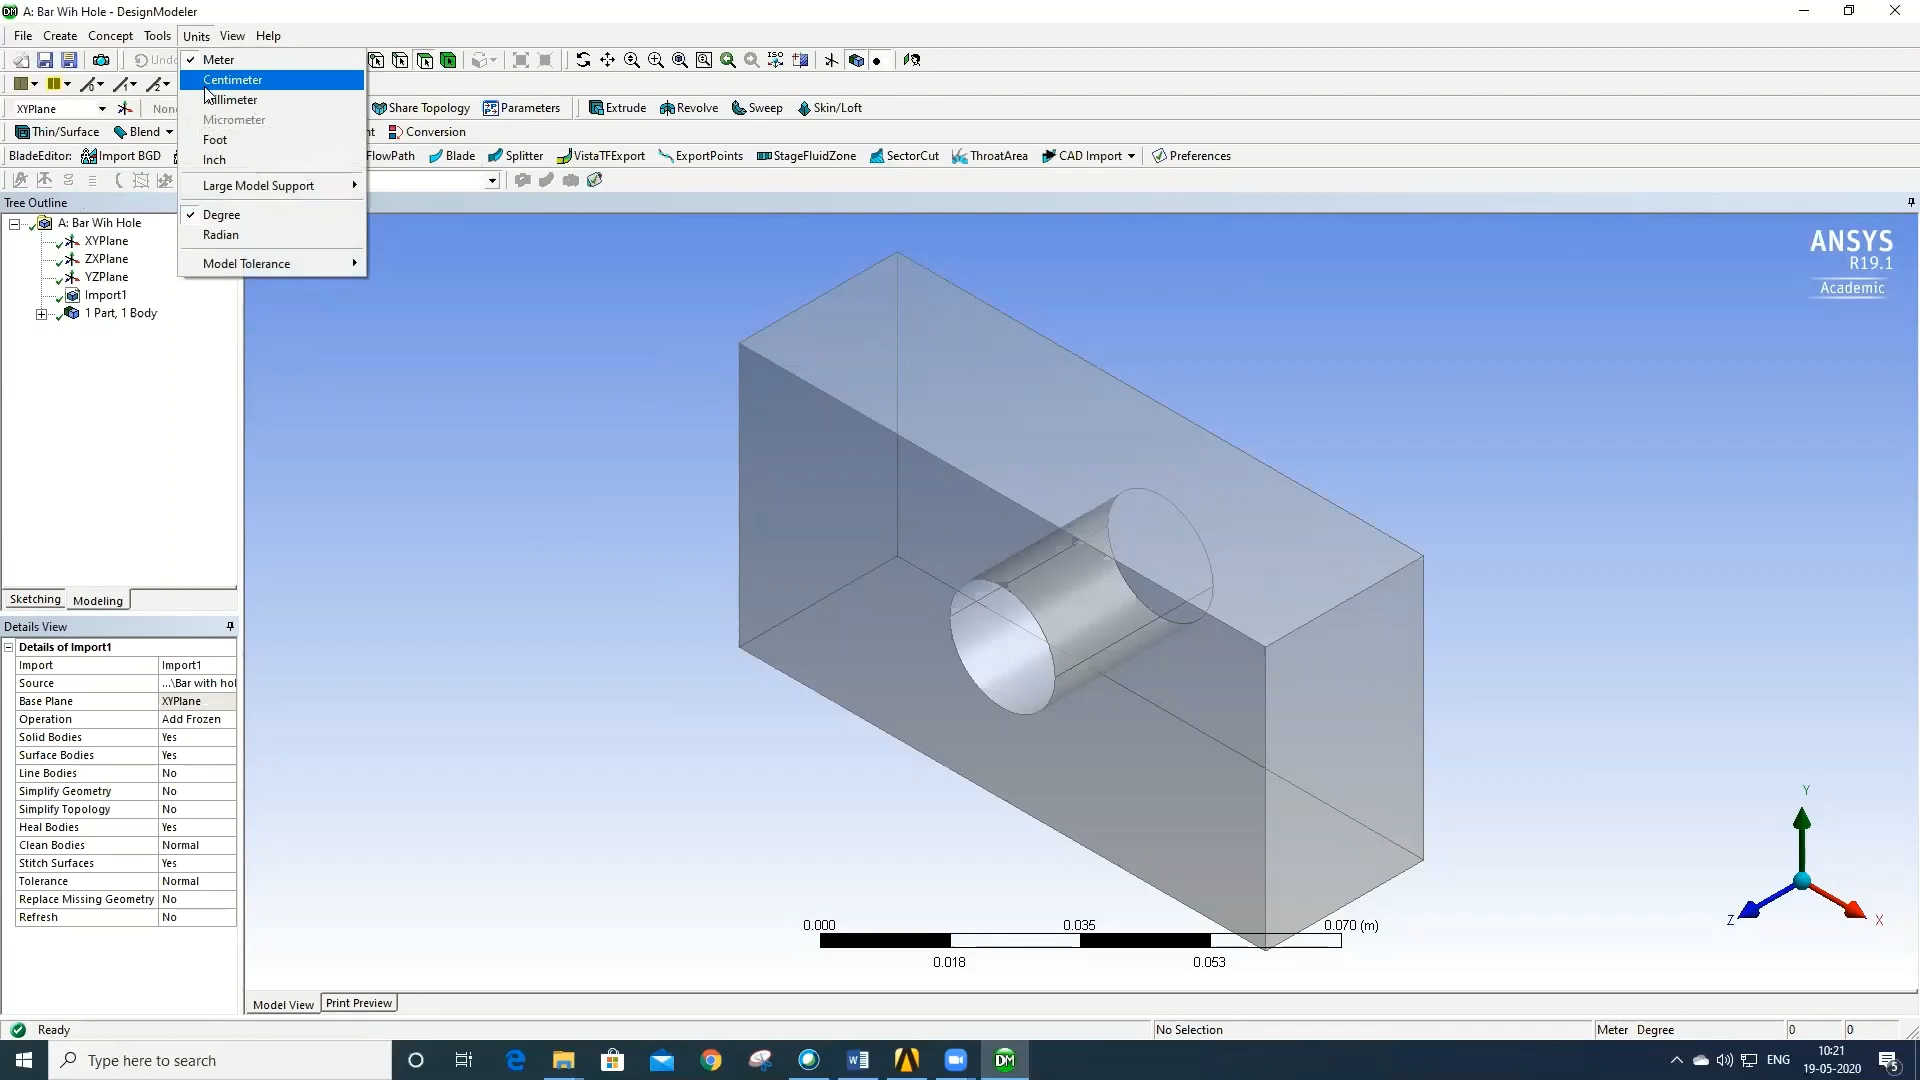 A: Bar Wih Hole - DesignModeler
File Create Concept Tools Units View Help
Undo
XYPlane
Share Topology Parameters Extrude Revolve Sweep Skin/Loft
Thin/Surface Blend Conversion
BladeEditor: Import BGD FlowPath Blade Splitter VistaTFExport ExportPoints StageFluidZone SectorCut ThroatArea CAD Import Preferences
Meter
Centimeter
Millimeter
Micrometer
Foot
Inch
Large Model Support
Degree
Radian
Model Tolerance
Tree Outline
A: Bar Wih Hole
XYPlane
ZXPlane
YZPlane
Import1
1 Part, 1 Body
Sketching Modeling
Details View
Details of Import1
Import Import1
Source ...\Bar with hol
Base Plane XYPlane
Operation Add Frozen
Solid Bodies Yes
Surface Bodies Yes
Line Bodies No
Simplify Geometry No
Simplify Topology No
Heal Bodies Yes
Clean Bodies Normal
Stitch Surfaces Yes
Tolerance Normal
Replace Missing Geometry No
Refresh No
ANSYS
R19.1
Academic
Y
Z
X
0.000 0.035 0.070 (m)
0.018 0.053
Model View Print Preview
Ready No Selection Meter Degree 0 0
Type here to search
DM
ENG
10:21
19-05-2020
5